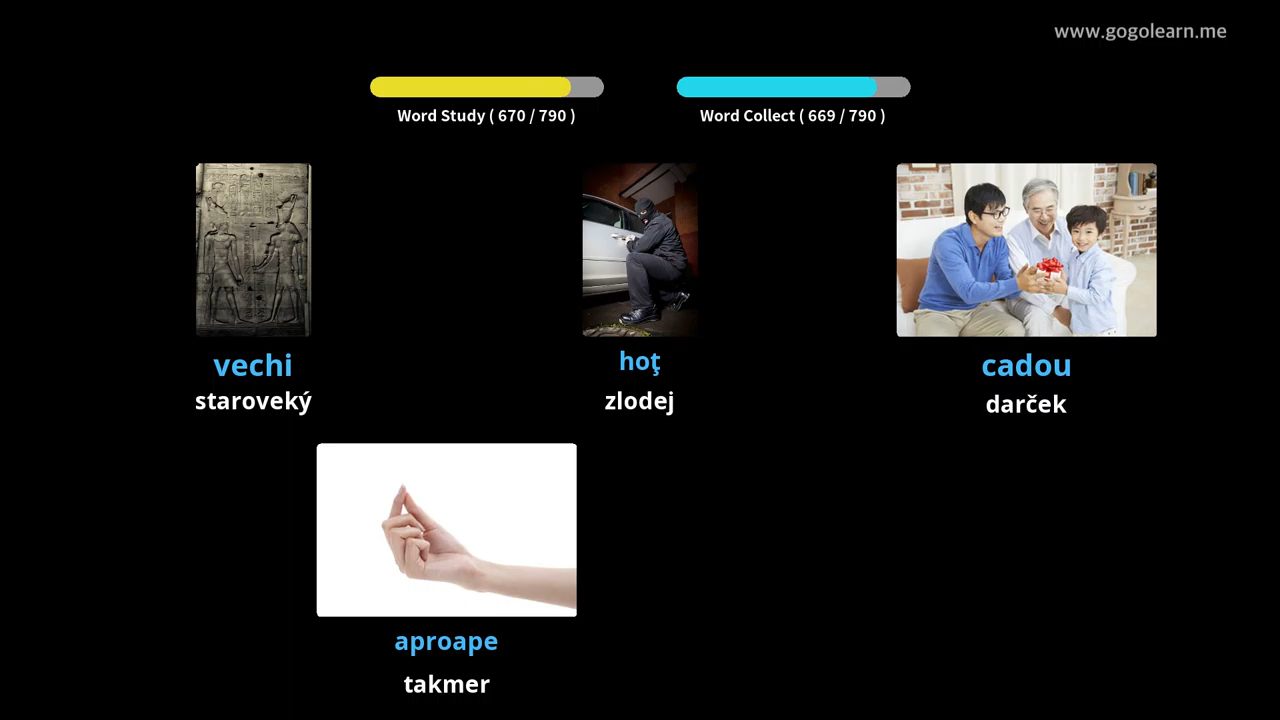 www.gogolearn.me
Word Study ( 670 / 790 )
Word Collect ( 669 / 790 )
vechi
staroveký
hoţ
zlodej
cadou
darček
aproape
takmer